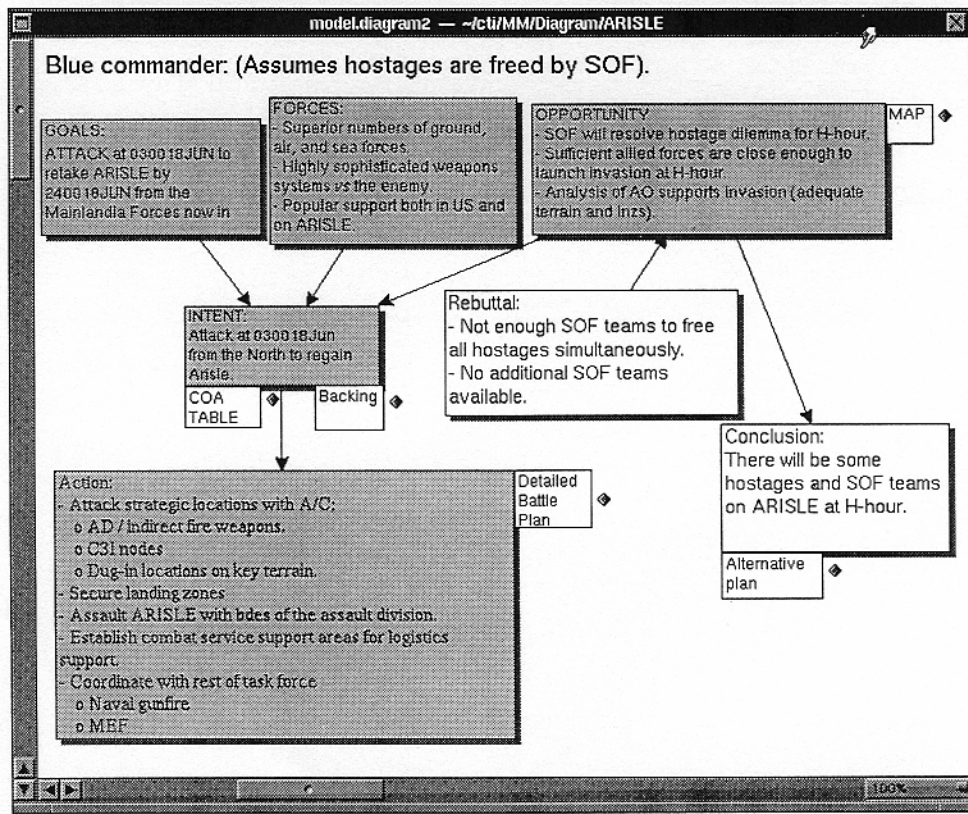 model.diagram2 — ~/cti/MM/Diagram/ARISLE
Blue commander: (Assumes hostages are freed by SOF).
GOALS:
ATTACK at 030018JUN to
retake ARISLE by
240018JUN from the
Mainlandia Forces now in
FORCES:
- Superior numbers of ground,
air, and sea forces.
- Highly sophisticated weapons
systems vs the enemy.
- Popular support both in US and
on ARISLE.
OPPORTUNITY
- SOF will resolve hostage dilemma for H-hour.
- Sufficient allied forces are close enough to
launch invasion at H-hour.
- Analysis of AO supports invasion (adequate
terrain and lnzs).
MAP
INTENT:
Attack at 030018Jun
from the North to regain
Arisle.
COA
TABLE
Backing
Rebuttal:
- Not enough SOF teams to free
all hostages simultaneously.
- No additional SOF teams
available.
Conclusion:
There will be some
hostages and SOF teams
on ARISLE at H-hour.
Alternative
plan
Action:
- Attack strategic locations with A/C:
o AD / indirect fire weapons.
o C3I nodes
o Dug-in locations on key terrain.
- Secure landing zones
- Assault ARISLE with bdes of the assault division.
- Establish combat service support areas for logistics
support.
- Coordinate with rest of task force
o Naval gunfire
o MEF
Detailed
Battle
Plan
100%